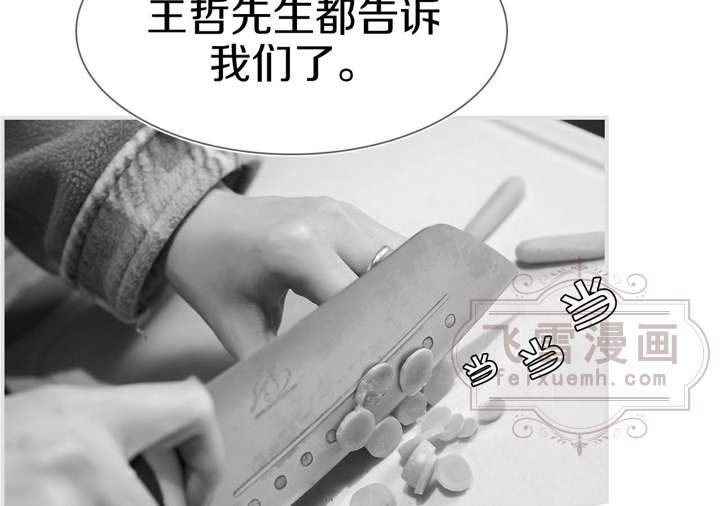 王哲先生都告诉
我们了。
当
当
当
飞雪漫画
feixuemh.com